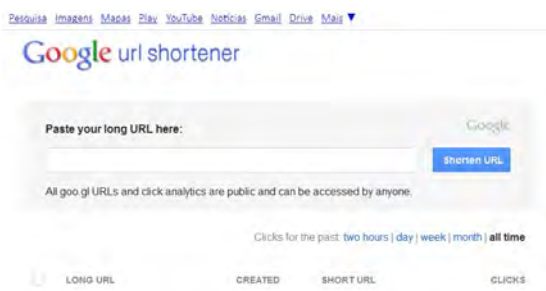 Pesquisa Imagens Mapas Play YouTube Notícias Gmail Drive Mais ▼
Google url shortener
Google
Paste your long URL here:
Shorten URL
All goo.gl URLs and click analytics are public and can be accessed by anyone.
Clicks for the past: two hours | day | week | month | all time
LONG URL CREATED SHORT URL CLICKS